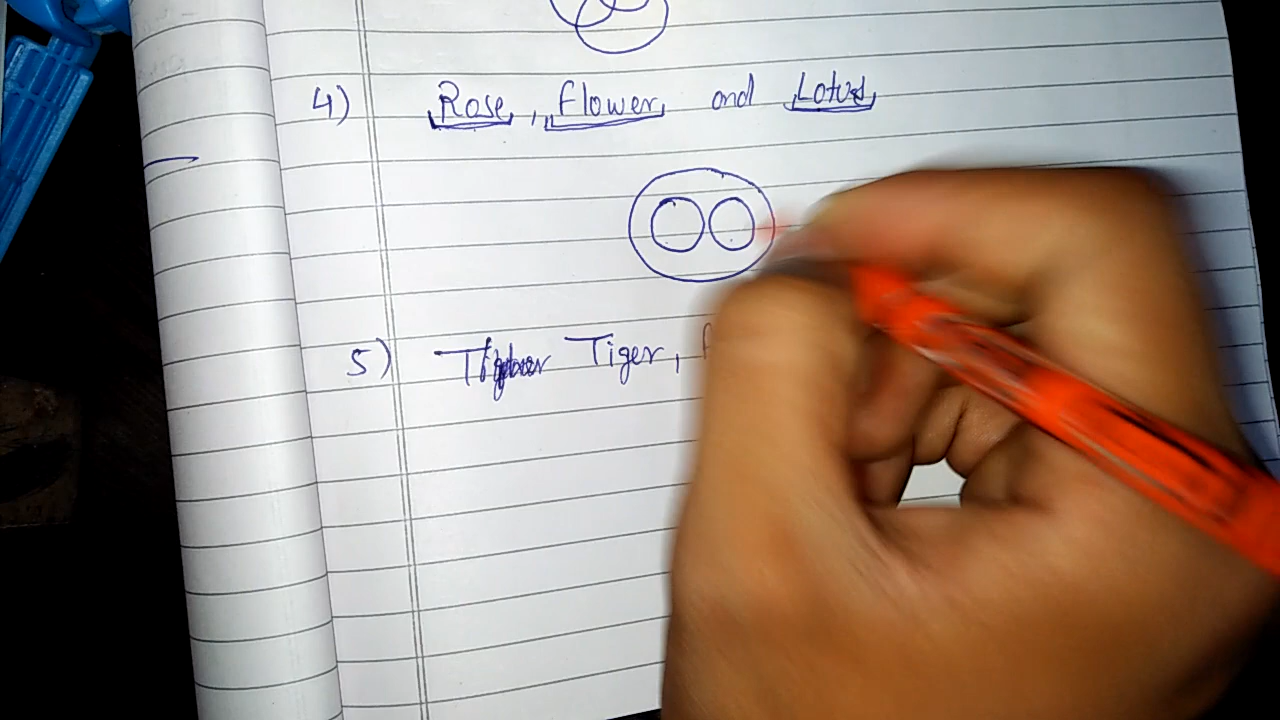 4) Rose, flower and Lotus
5) Tiger,